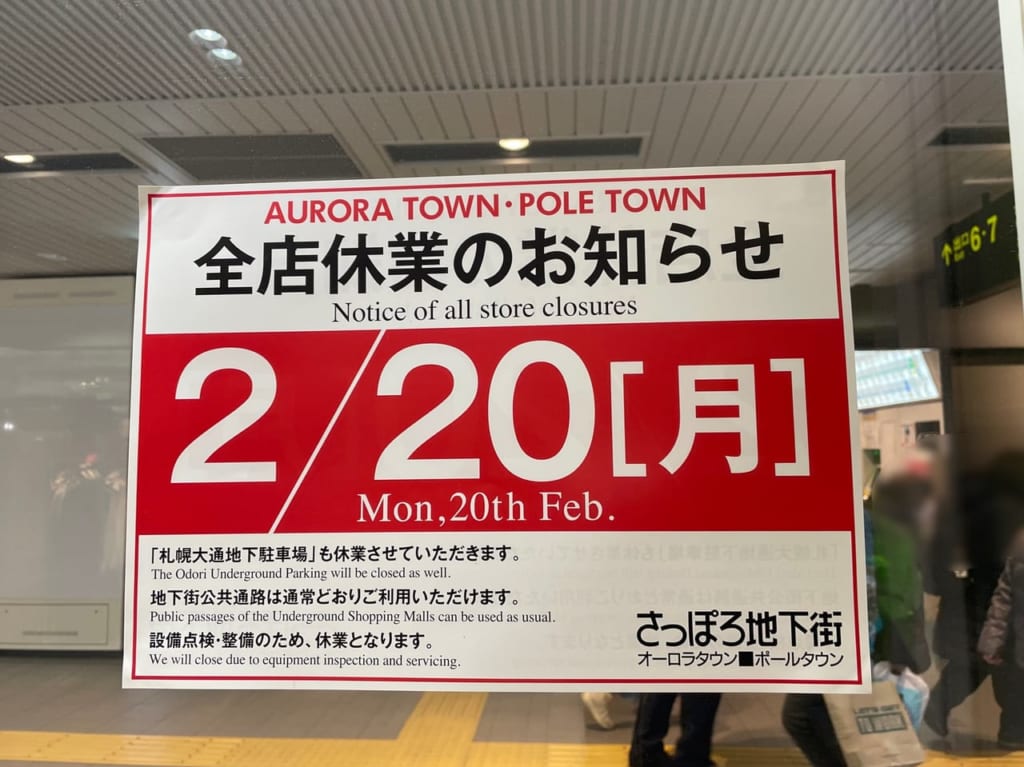 AURORA TOWN・POLE TOWN
全店休業のお知らせ
Notice of all store closures
2/20[月]
Mon,20th Feb.
「札幌大通地下駐車場」も休業させていただきます。
The Odori Underground Parking will be closed as well.
地下街公共通路は通常どおりご利用いただけます。
Public passages of the Underground Shopping Malls can be used as usual.
設備点検・整備のため、休業となります。
We will close due to equipment inspection and servicing.
さっぽろ地下街
オーロラタウン■ポールタウン
↑出口6・7
TO WORK